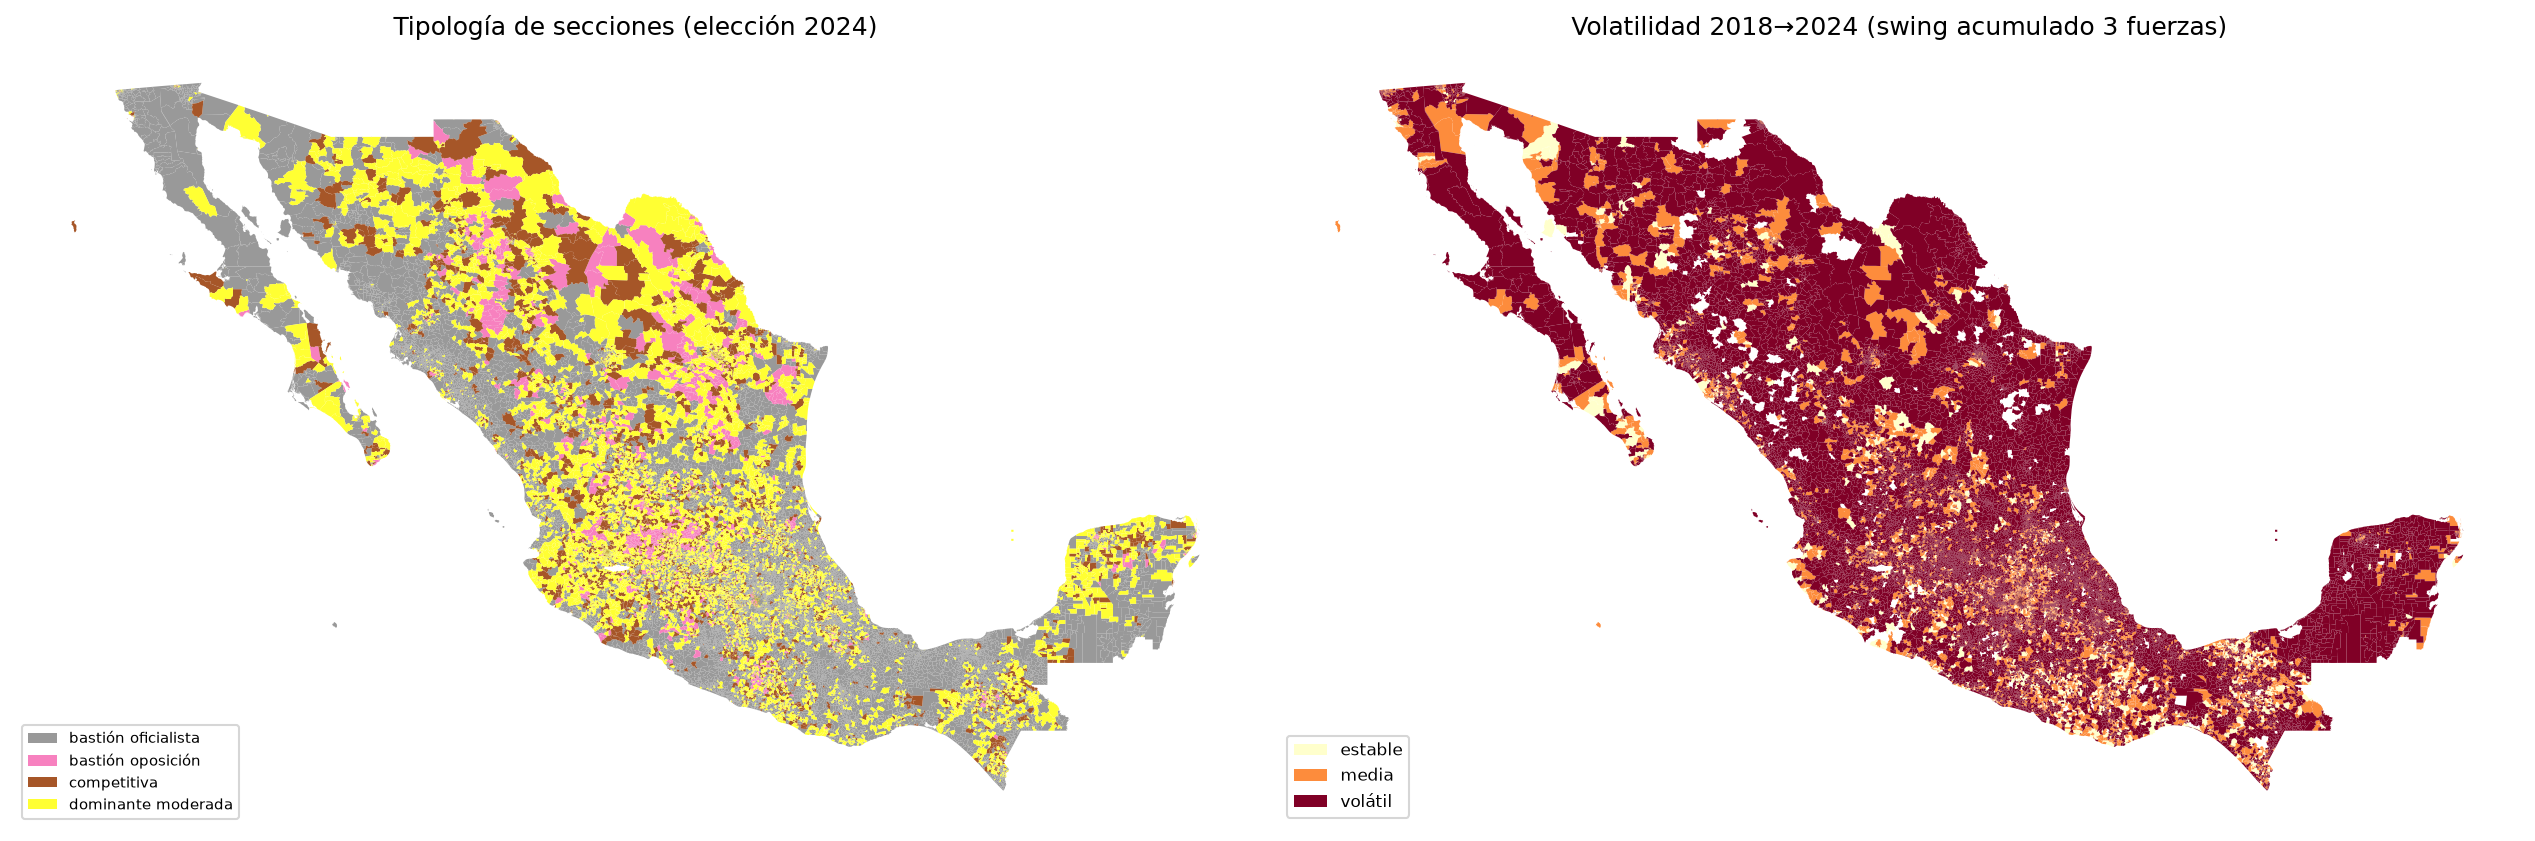 Tipología de secciones (elección 2024)
Volatilidad 2018→2024 (swing acumulado 3 fuerzas)
bastión oficialista
bastión oposición
competitiva
dominante moderada
estable
media
volátil